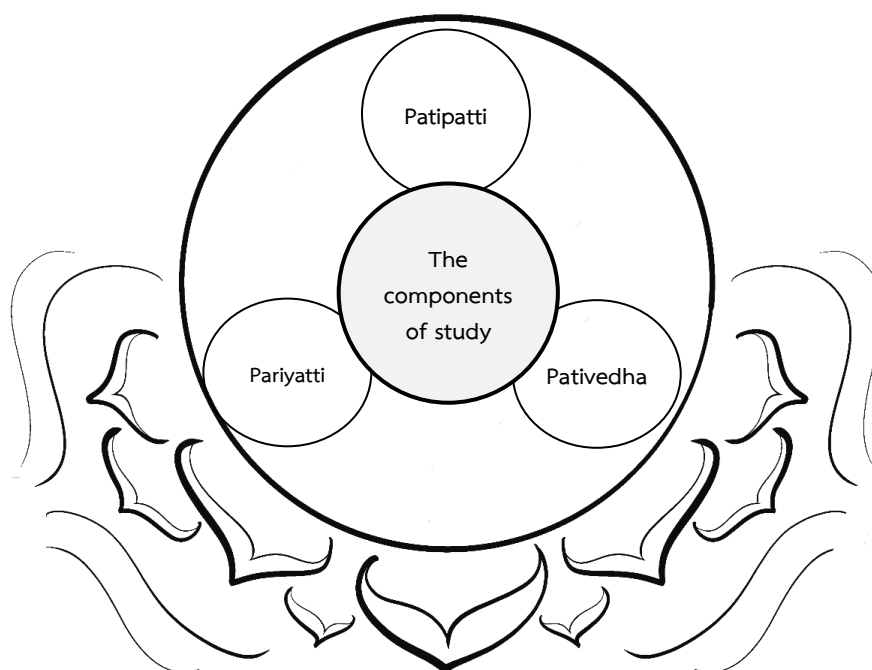 Patipatti
The
components
of study
Pariyatti
Pativedha